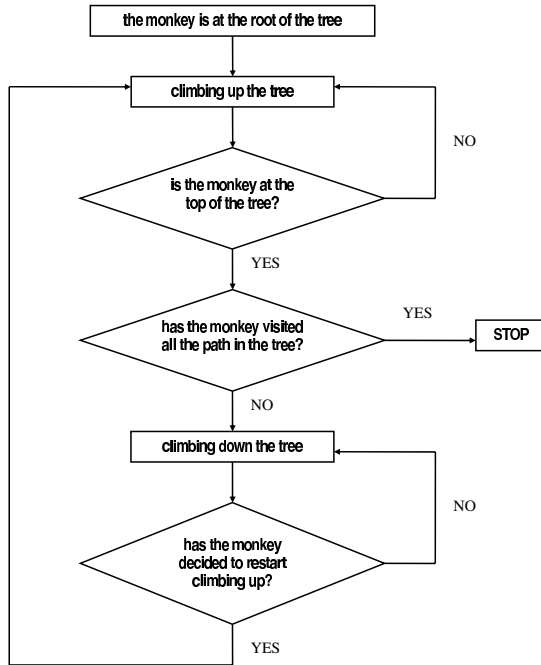 the monkey is at the root of the tree
climbing up the tree
NO
is the monkey at the
top of the tree?
YES
has the monkey visited
all the path in the tree?
YES
STOP
NO
climbing down the tree
NO
has the monkey
decided to restart
climbing up?
YES